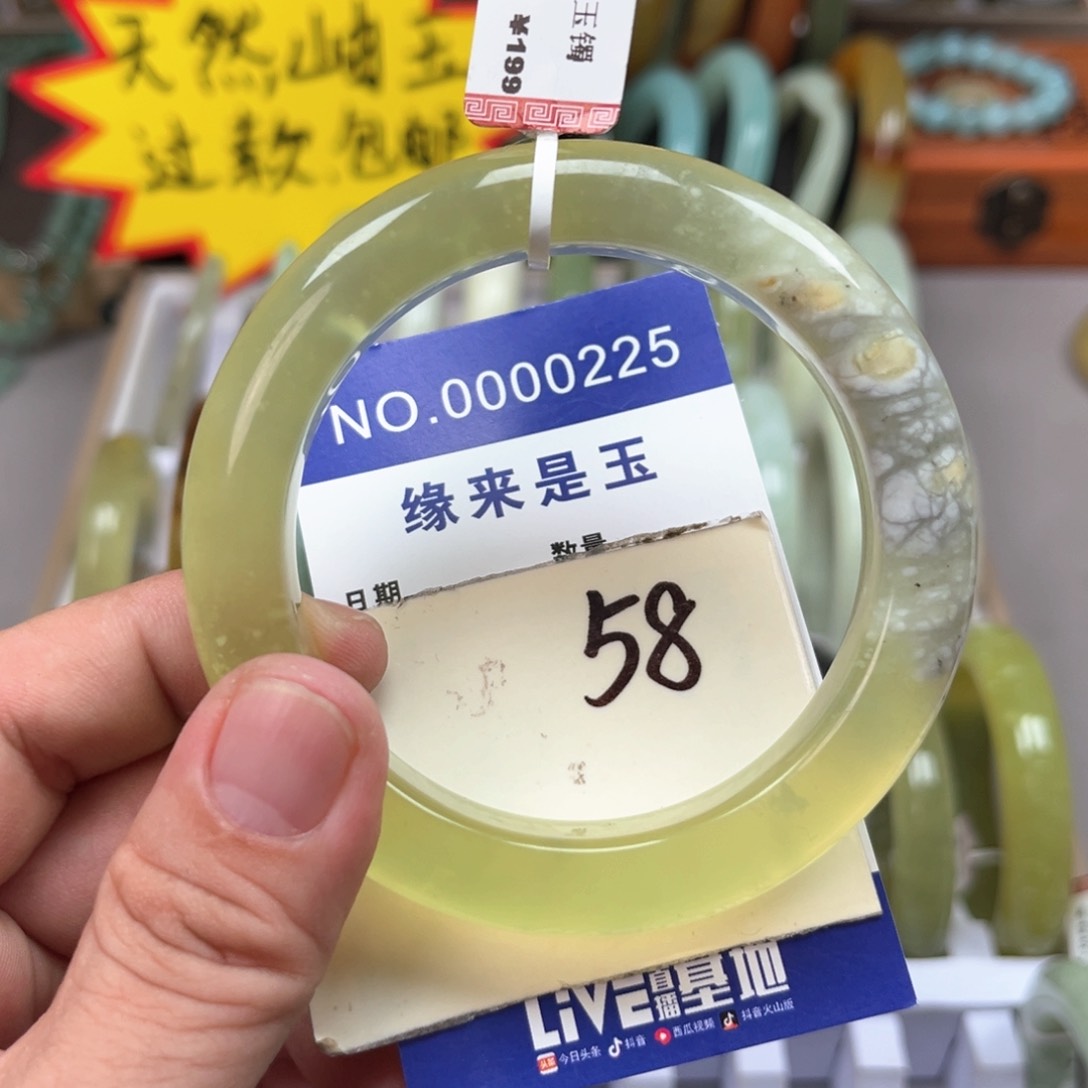 天然岫玉
这款包邮
玉镯
¥199
NO.0000225
缘来是玉
数量
日期
58
LiVE直播基地
今日头条 抖音 西瓜视频 抖音火山版